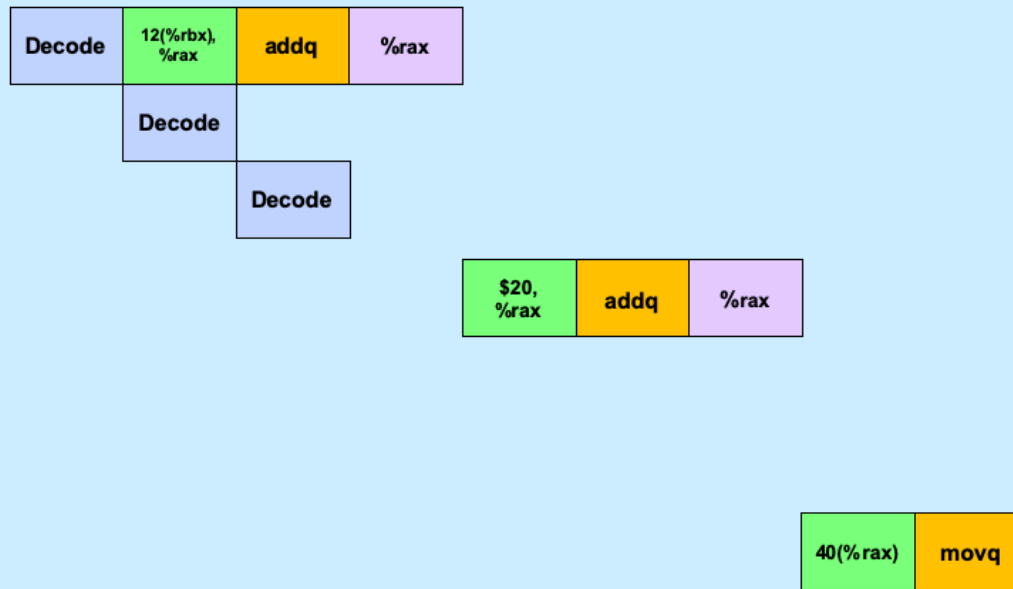 Decode
12(%rbx),
%rax
addq
%rax
Decode
Decode
$20,
%rax
addq
%rax
40(%rax)
movq